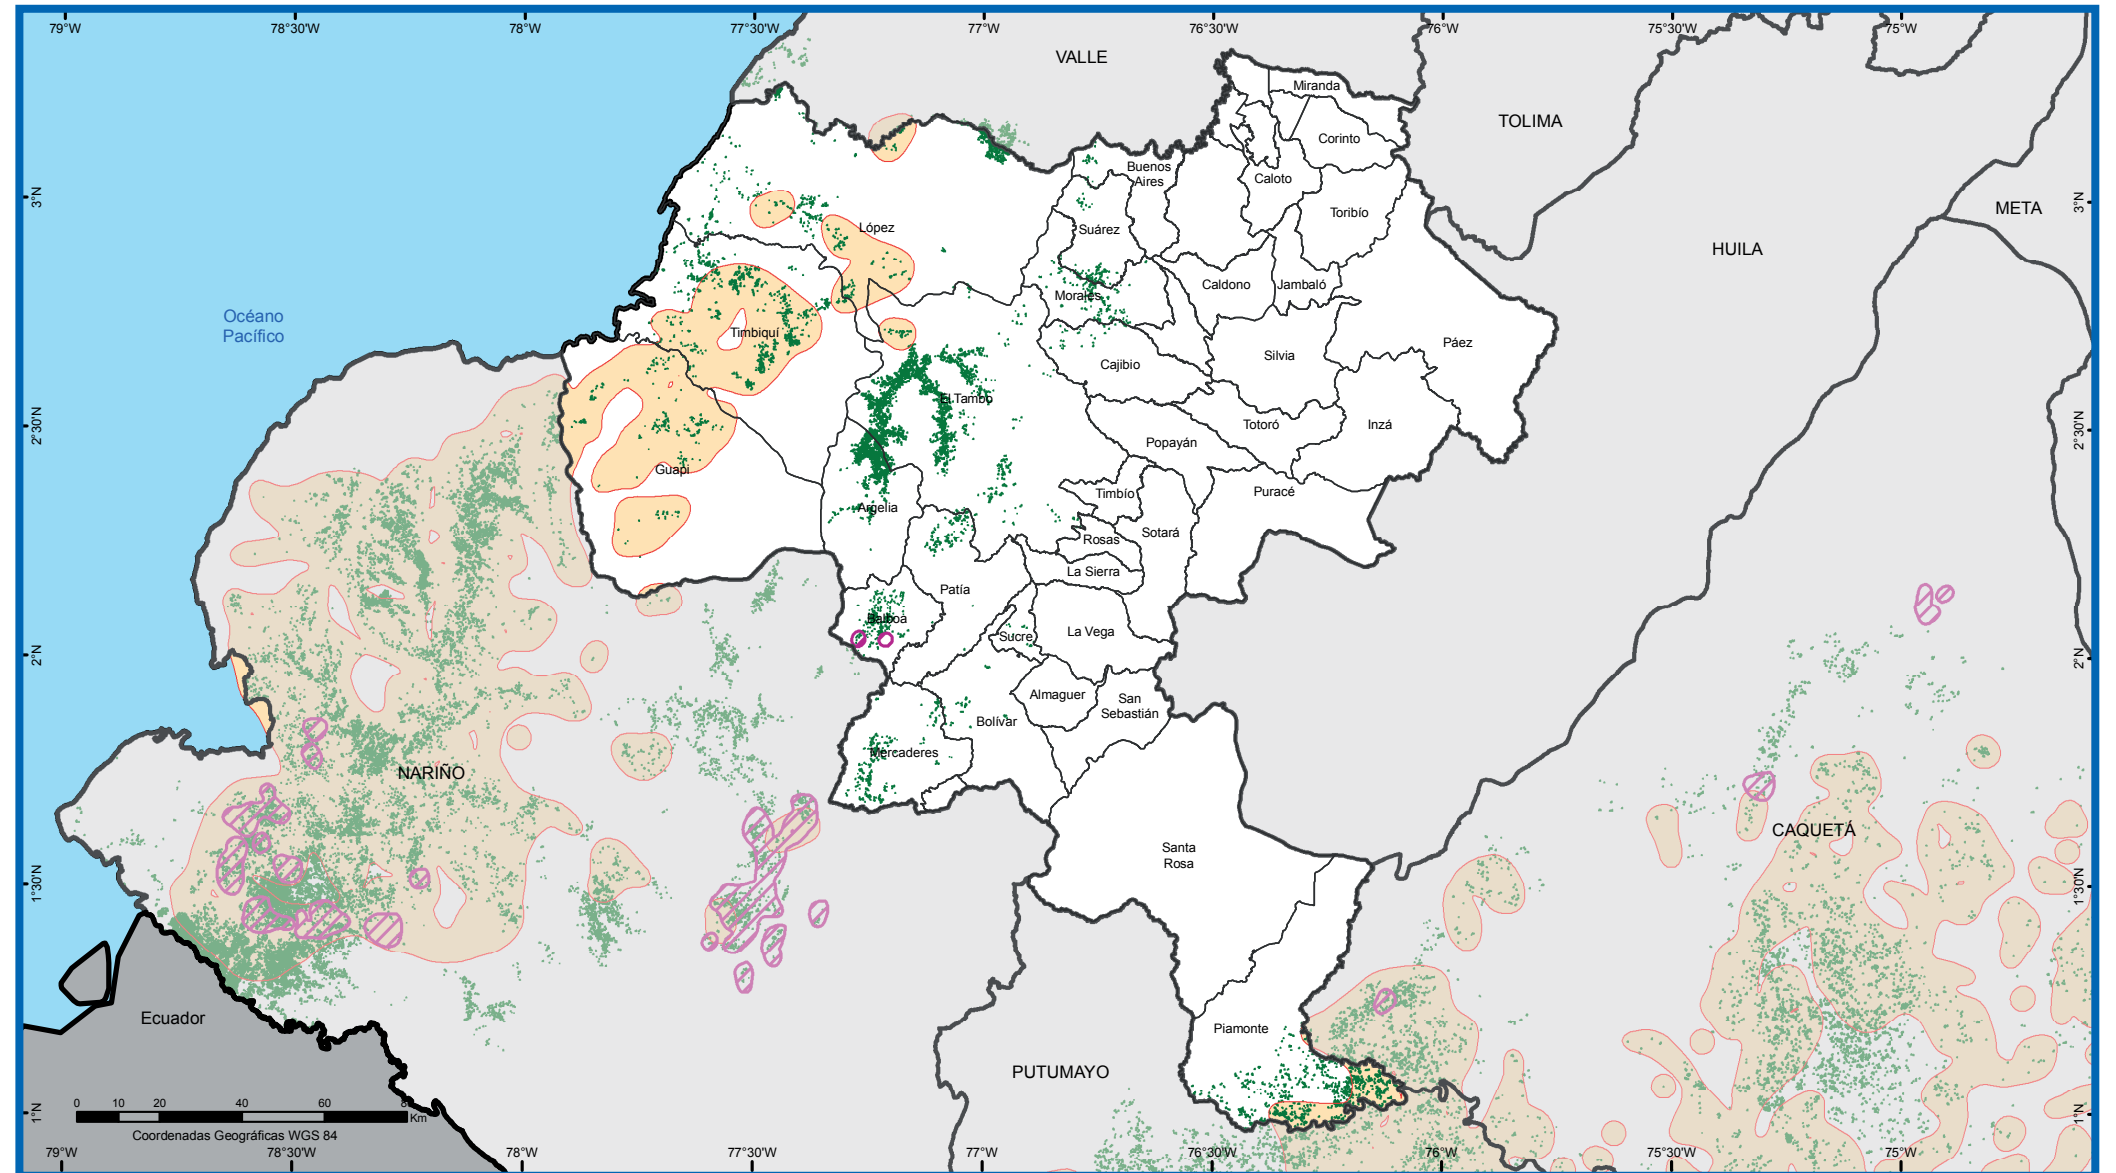 79°W
78°30'W
78°W
77°30'W
77°W
76°30'W
76°W
75°30'W
75°W
VALLE
Miranda
TOLIMA
Corinto
Buenos
Aires
Caloto
3°N
3°N
Toribío
META
López
Suárez
HUILA
Caldono
Jambaló
Morales
Océano
Pacífico
Timbiquí
Páez
Silvia
Cajibio
El Tambo
2°30'N
2°30'N
Totoró
Inzá
Popayán
Guapi
Timbío
Puracé
Argelia
Sotará
Rosas
La Sierra
Patía
Balboa
Sucre
La Vega
2°N
2°N
Almaguer
San
Sebastián
Bolívar
Mercaderes
NARIÑO
CAQUETÁ
Santa
Rosa
1°30'N
1°30'N
Ecuador
Piamonte
PUTUMAYO
1°N
1°N
0
10
20
40
60
8
Km
Coordenadas Geográficas WGS 84
79°W
78°30'W
78°W
77°30'W
77°W
76°30'W
76°W
75°30'W
75°W